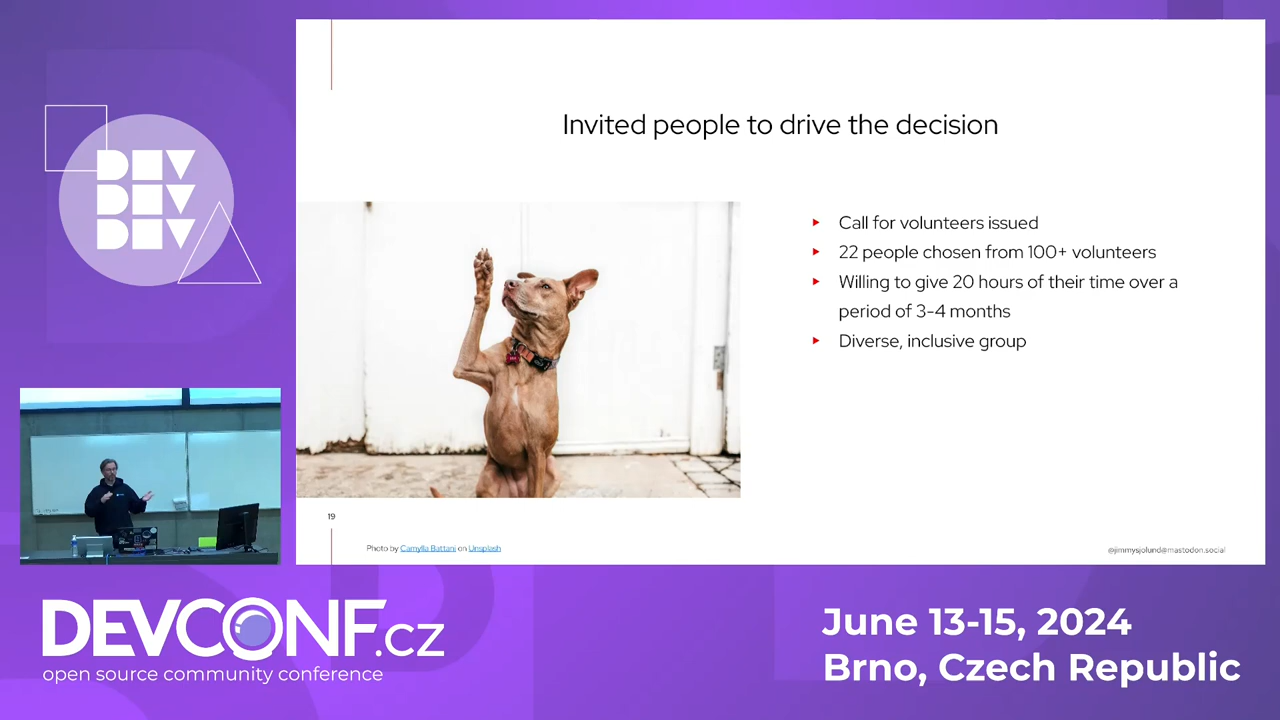 DEV
DEV
DEV
Invited people to drive the decision
Call for volunteers issued
22 people chosen from 100+ volunteers
Willing to give 20 hours of their time over a
period of 3-4 months
Diverse, inclusive group
19
Photo by Camylla Battani on Unsplash
@jimmysjolund@mastodon.social
DEVCONF.cz
open source community conference
June 13-15, 2024
Brno, Czech Republic